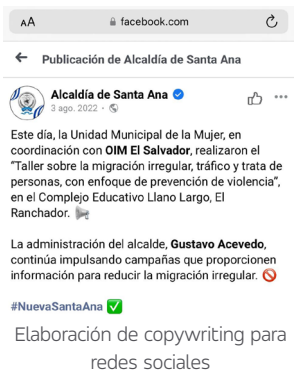 AA
facebook.com
Publicación de Alcaldía de Santa Ana
Alcaldía de Santa Ana
3 ago. 2022 ·
Este día, la Unidad Municipal de la Mujer, en
coordinación con OIM El Salvador, realizaron el
"Taller sobre la migración irregular, tráfico y trata de
personas, con enfoque de prevención de violencia",
en el Complejo Educativo Llano Largo, El
Ranchador.
La administración del alcalde, Gustavo Acevedo,
continúa impulsando campañas que proporcionen
información para reducir la migración irregular.
#NuevaSantaAna
Elaboración de copywriting para
redes sociales